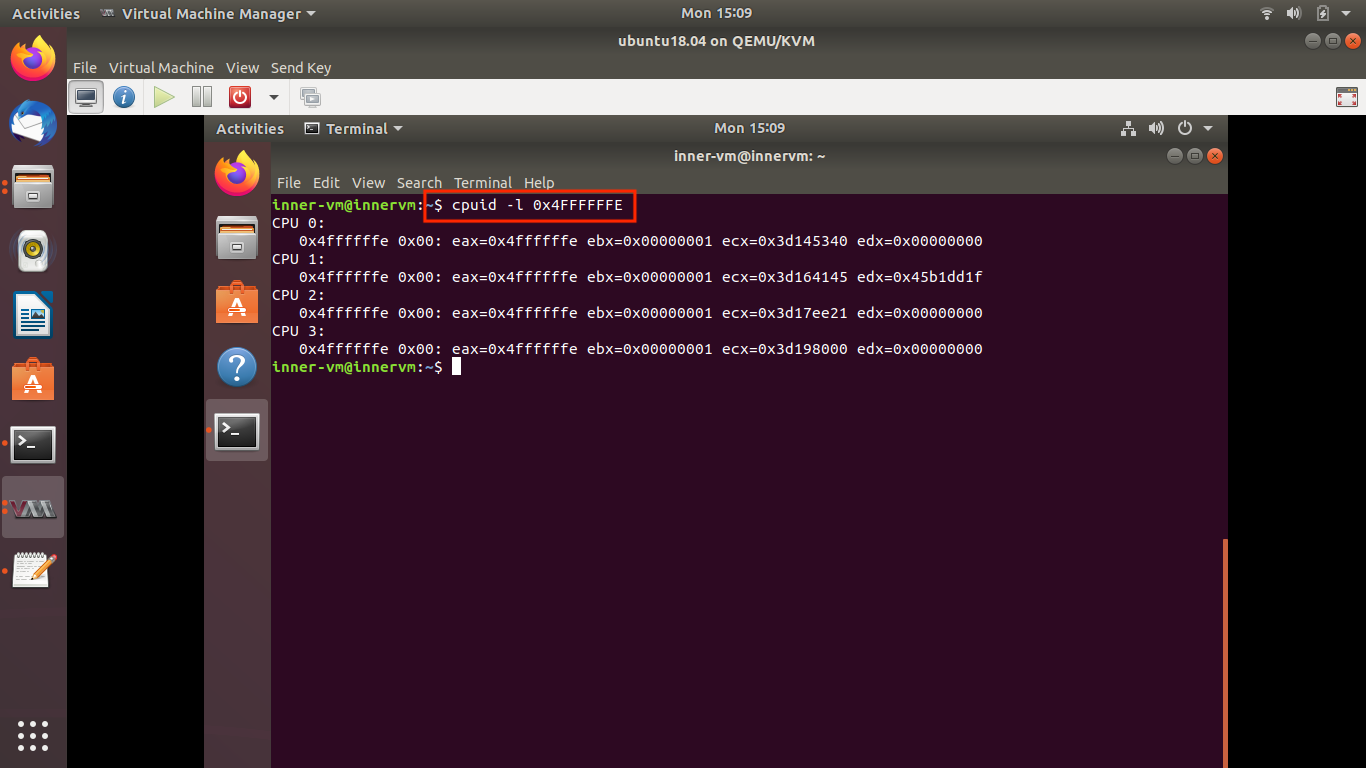 Activities Virtual Machine Manager Mon 15:09
ubuntu18.04 on QEMU/KVM
File Virtual Machine View Send Key
Activities Terminal Mon 15:09
inner-vm@innervm: ~
File Edit View Search Terminal Help
inner-vm@innervm:~$ cpuid -l 0x4FFFFFFE
CPU 0:
0x4ffffffe 0x00: eax=0x4ffffffe ebx=0x00000001 ecx=0x3d145340 edx=0x00000000
CPU 1:
0x4ffffffe 0x00: eax=0x4ffffffe ebx=0x00000001 ecx=0x3d164145 edx=0x45b1dd1f
CPU 2:
0x4ffffffe 0x00: eax=0x4ffffffe ebx=0x00000001 ecx=0x3d17ee21 edx=0x00000000
CPU 3:
0x4ffffffe 0x00: eax=0x4ffffffe ebx=0x00000001 ecx=0x3d198000 edx=0x00000000
inner-vm@innervm:~$